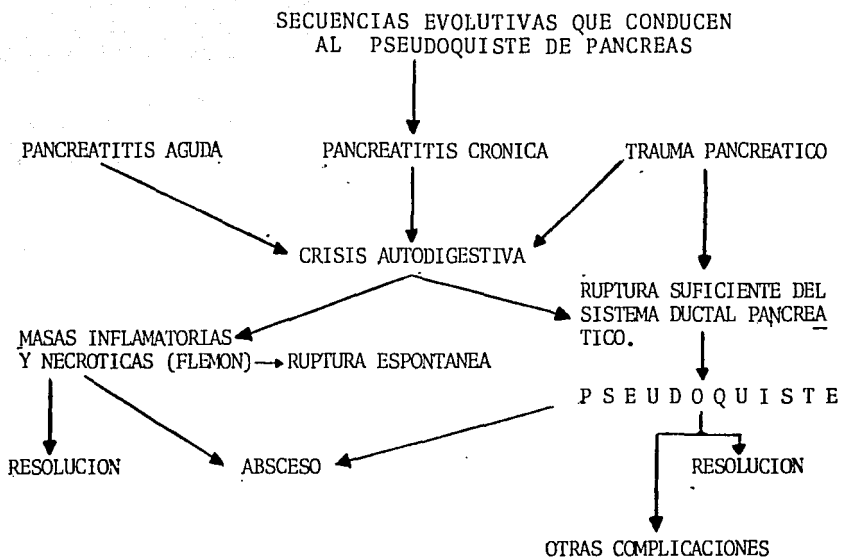 SECUENCIAS EVOLUTIVAS QUE CONDUCEN
AL PSEUDOQUISTE DE PANCREAS
PANCREATITIS AGUDA
PANCREATITIS CRONICA
TRAUMA PANCREATICO
CRISIS AUTODIGESTIVA
RUPTURA SUFICIENTE DEL
SISTEMA DUCTAL PANCREA
TICO.
MASAS INFLAMATORIAS
Y NECROTICAS (FLEMON)
RUPTURA ESPONTANEA
P S E U D O Q U I S T E
RESOLUCION
ABSCESO
RESOLUCION
OTRAS COMPLICACIONES